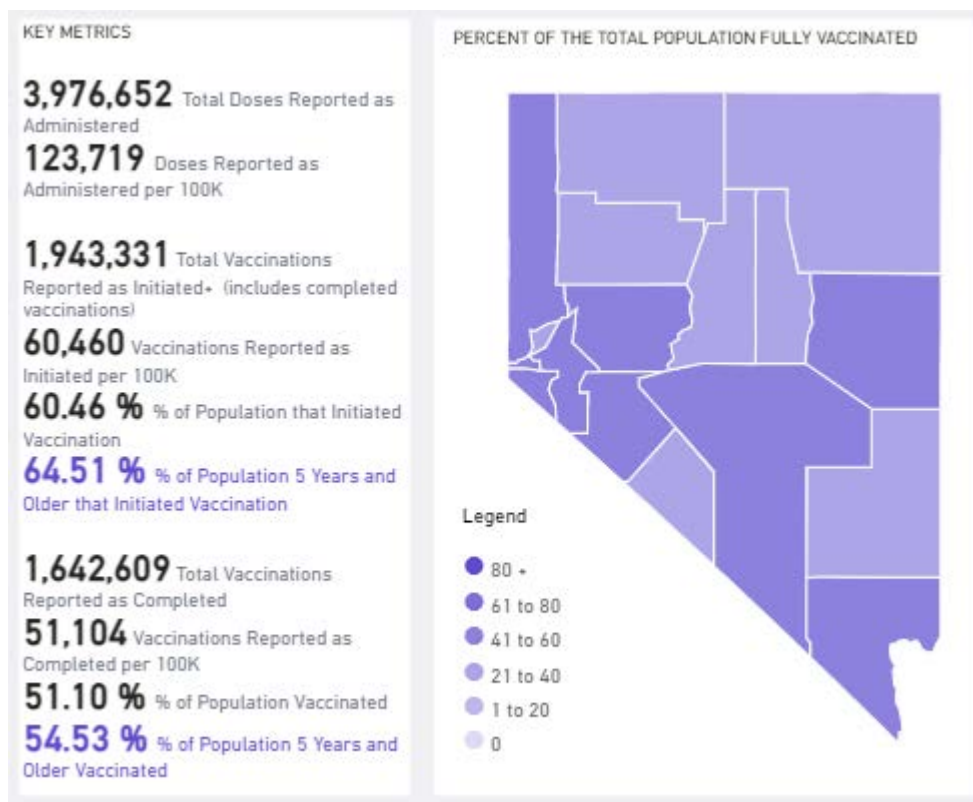 KEY METRICS
3,976,652 Total Doses Reported as
Administered
123,719 Doses Reported as
Administered per 100K
1,943,331 Total Vaccinations
Reported as Initiated+ (includes completed
vaccinations)
60,460 Vaccinations Reported as
Initiated per 100K
60.46 % % of Population that Initiated
Vaccination
64.51 % % of Population 5 Years and
Older that Initiated Vaccination
1,642,609 Total Vaccinations
Reported as Completed
51,104 Vaccinations Reported as
Completed per 100K
51.10 % % of Population Vaccinated
54.53 % % of Population 5 Years and
Older Vaccinated
PERCENT OF THE TOTAL POPULATION FULLY VACCINATED
Legend
80 +
61 to 80
41 to 60
21 to 40
1 to 20
0